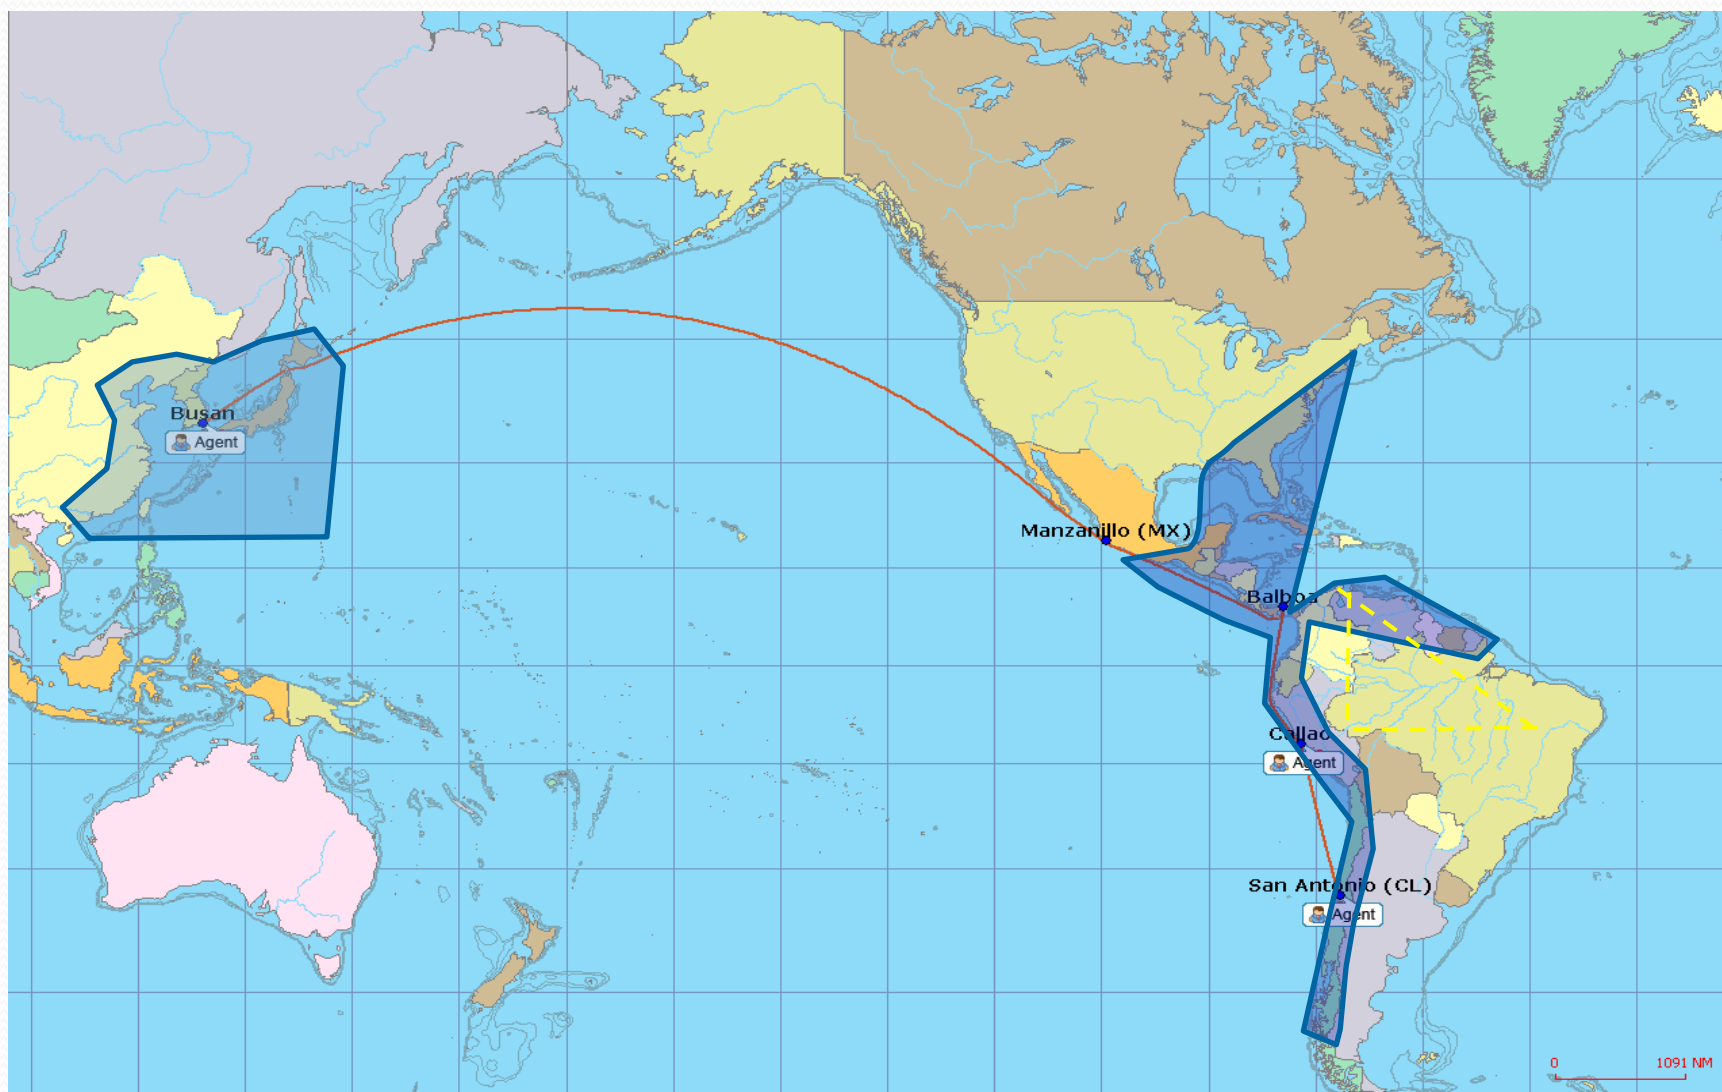 Busan
Agent
Manzanillo (MX)
Balboa
Callao
Agent
San Antonio (CL)
Agent
0 1091 NM